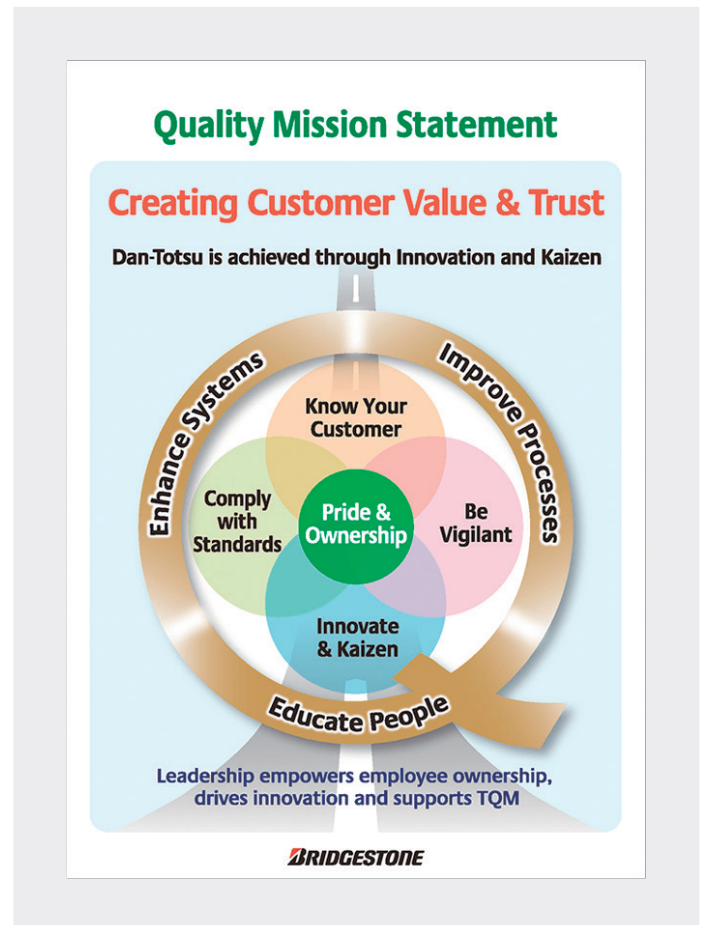 Quality Mission Statement
Creating Customer Value & Trust
Dan-Totsu is achieved through Innovation and Kaizen
Enhance Systems
Improve Processes
Know Your
Customer
Comply
with
Standards
Pride &
Ownership
Be
Vigilant
Innovate
& Kaizen
Educate People
Leadership empowers employee ownership,
drives innovation and supports TQM
BRIDGESTONE